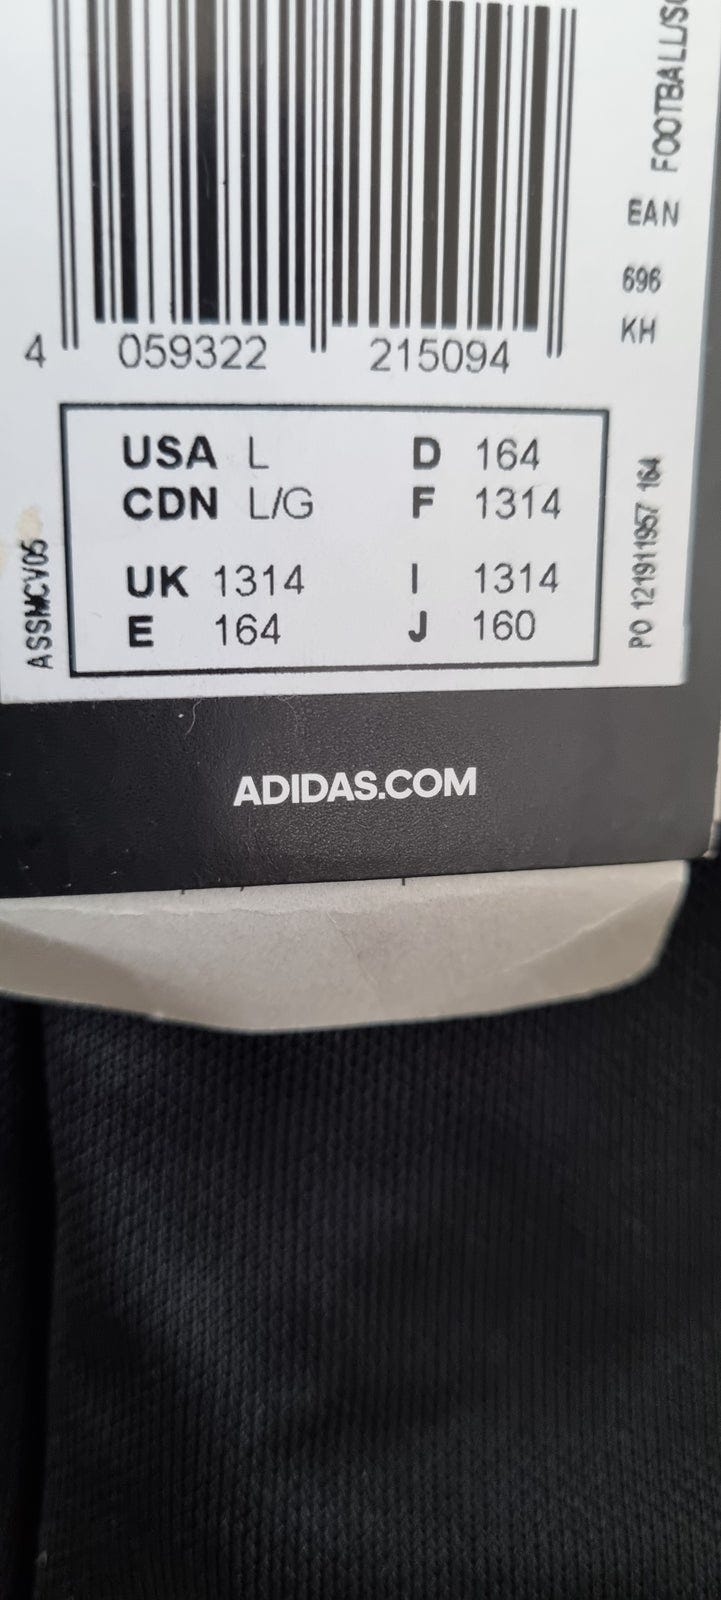 FOOTBALL/SO
EAN
696
KH
4 059322 215094
USA L D 164
CDN L/G F 1314
UK 1314 I 1314
E 164 J 160
ASSMCV05
PO 121911957 164
ADIDAS.COM